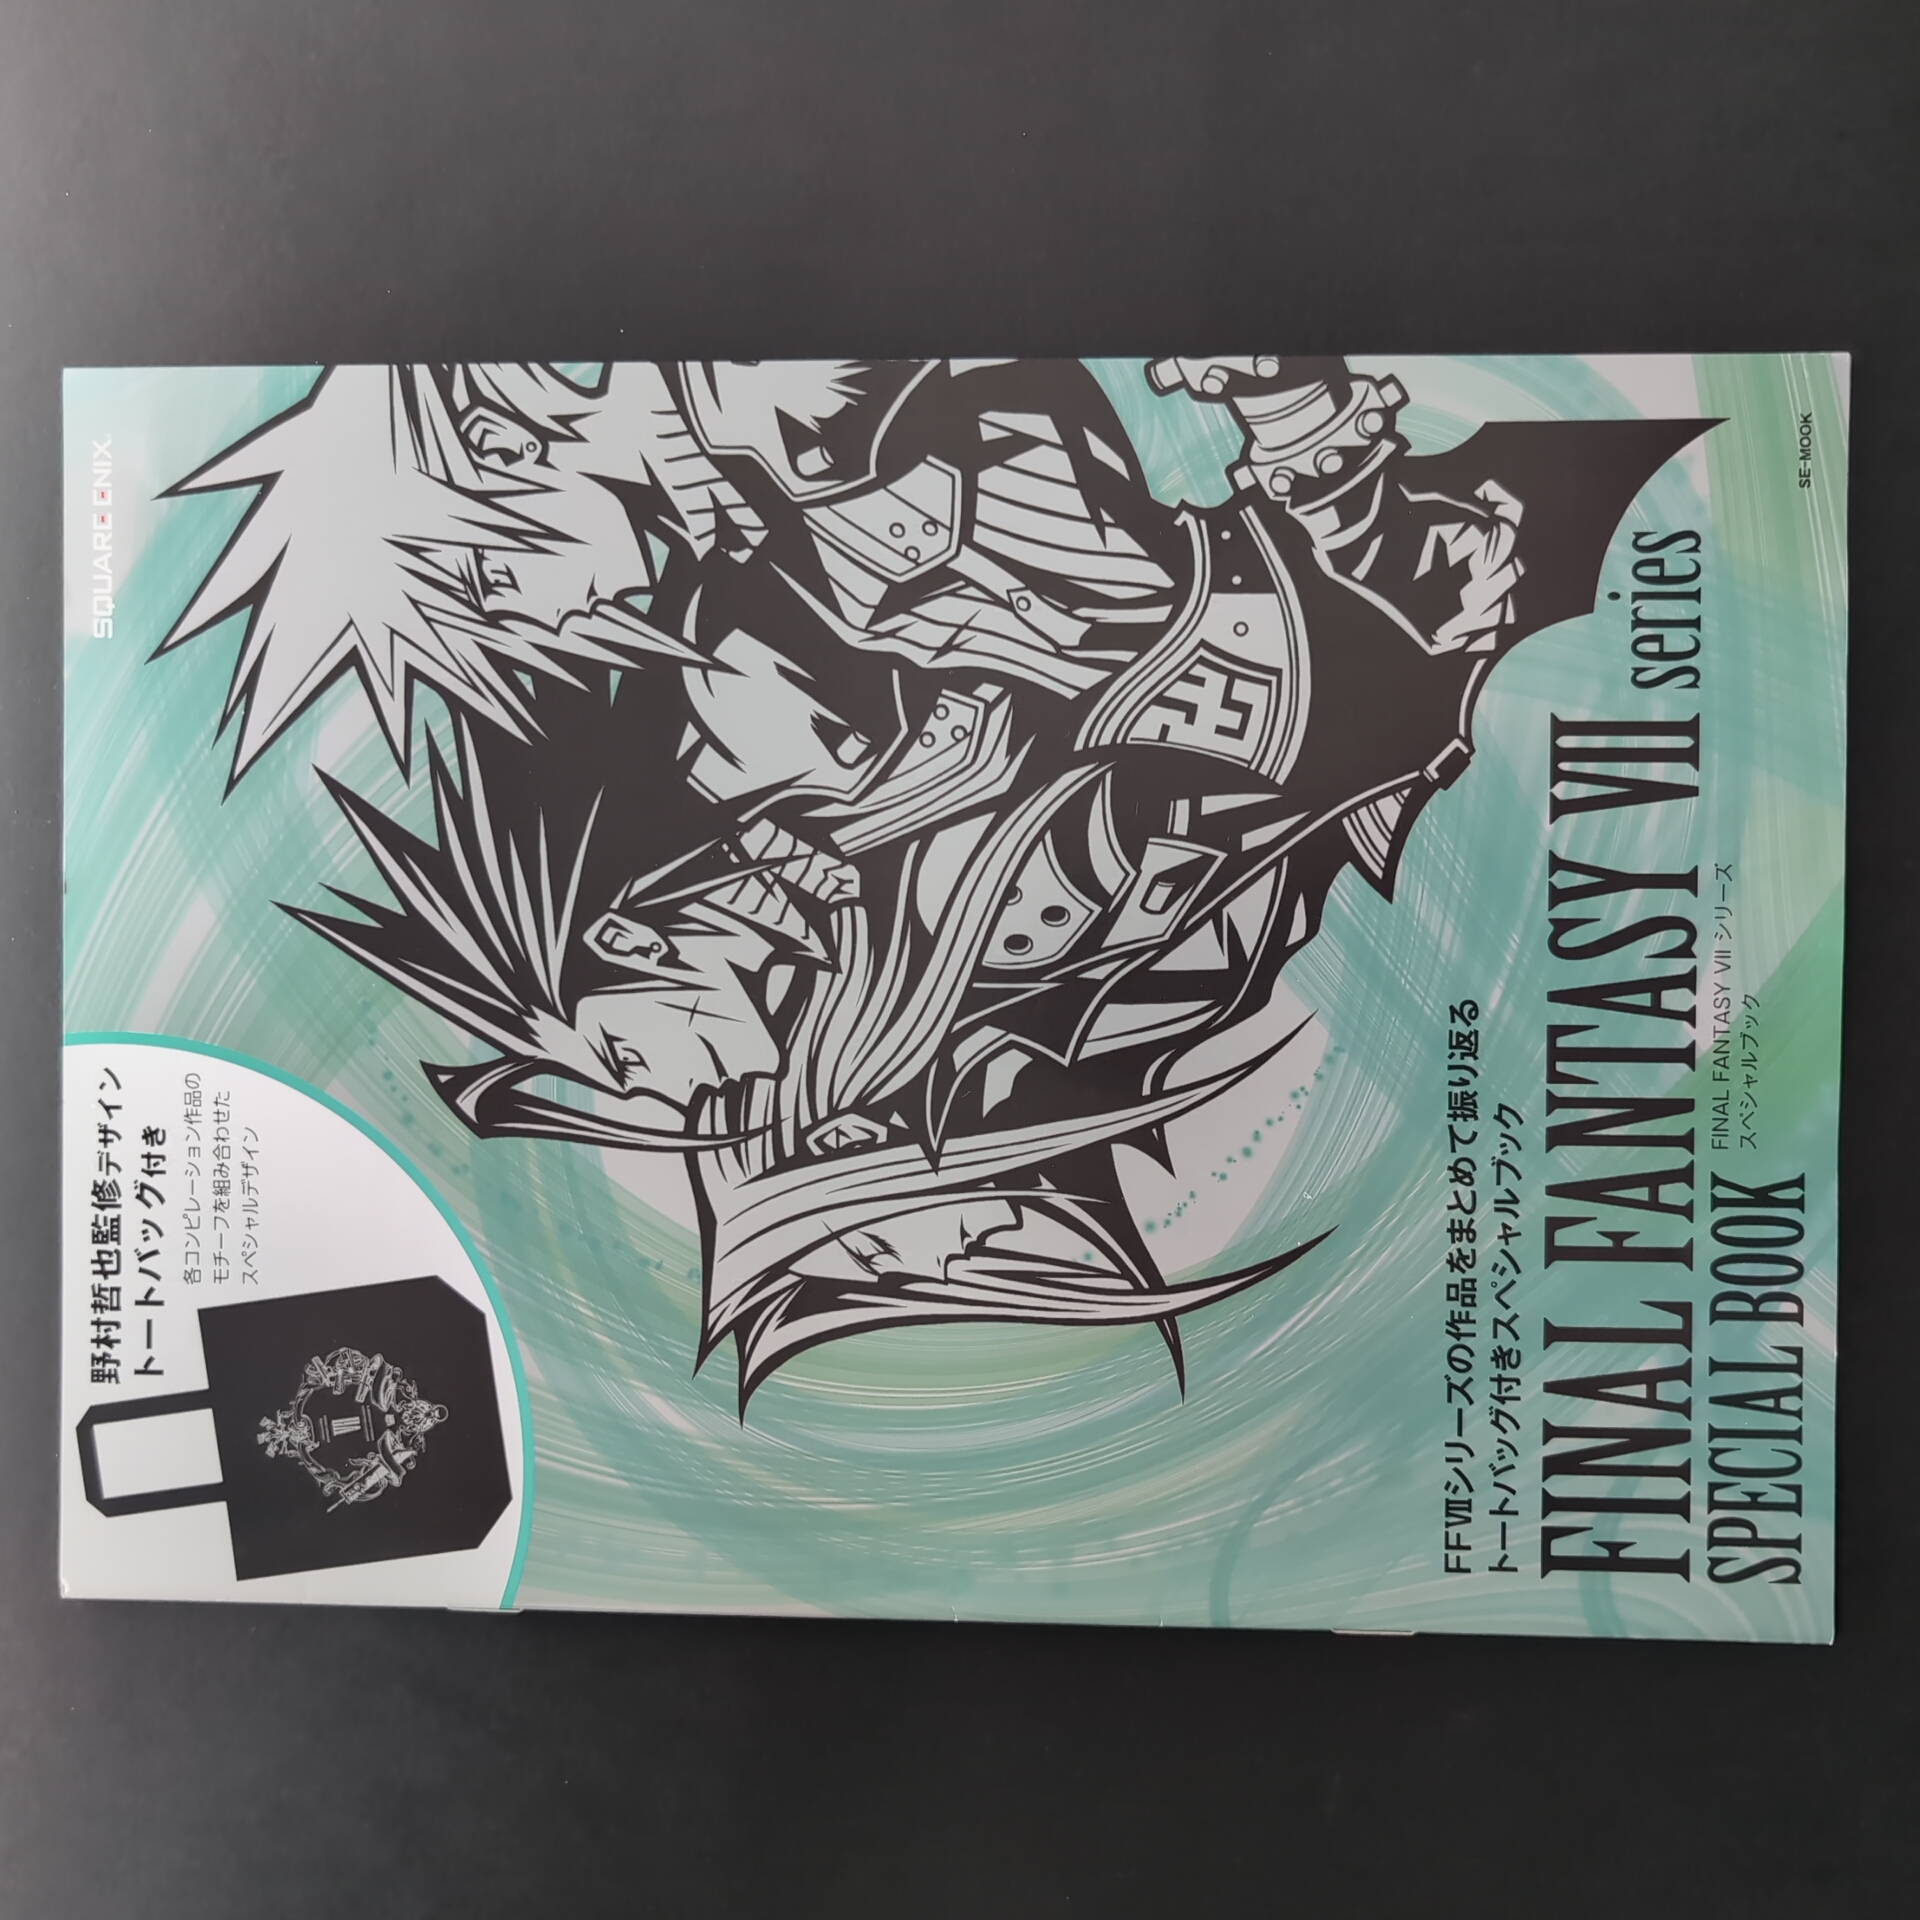 野村哲也監修デザイン
トートバッグ付き
各コンピレーション作品の
モチーフを組み合わせた
スペシャルデザイン
VII
SQUARE ENIX
FFⅦシリーズの作品をまとめて振り返る
トートバッグ付きスペシャルブック
FINAL FANTASY VII series
SPECIAL BOOK
FINAL FANTASY VII シリーズ
スペシャルブック
SE-MOOK